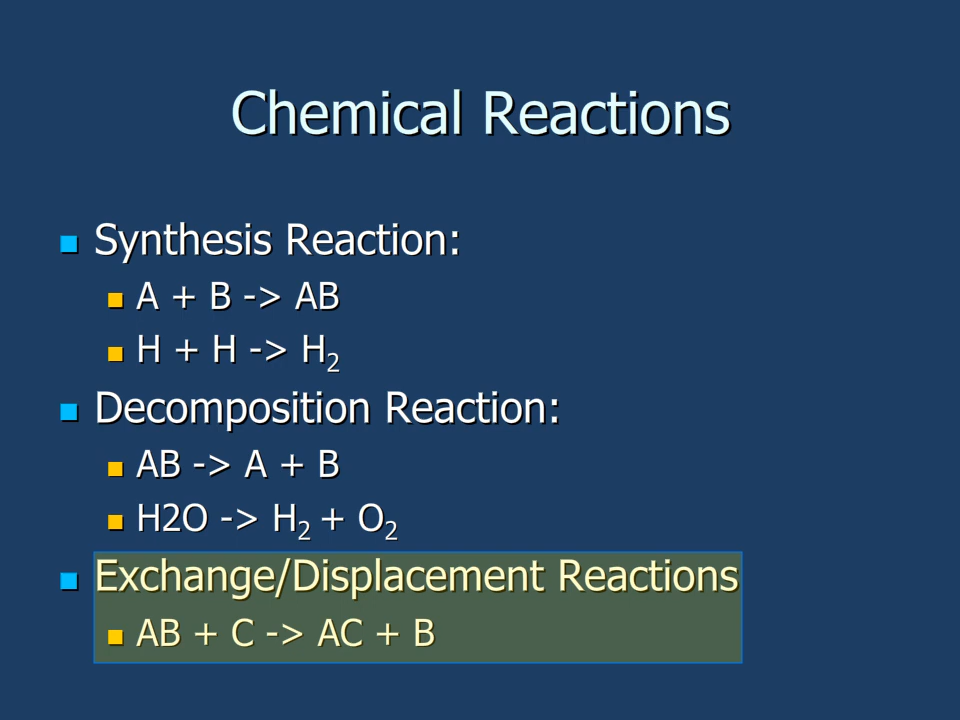 Chemical Reactions
Synthesis Reaction:
A + B -> AB
H + H -> H₂
Decomposition Reaction:
AB -> A + B
H2O -> H₂ + O₂
Exchange/Displacement Reactions
AB + C -> AC + B